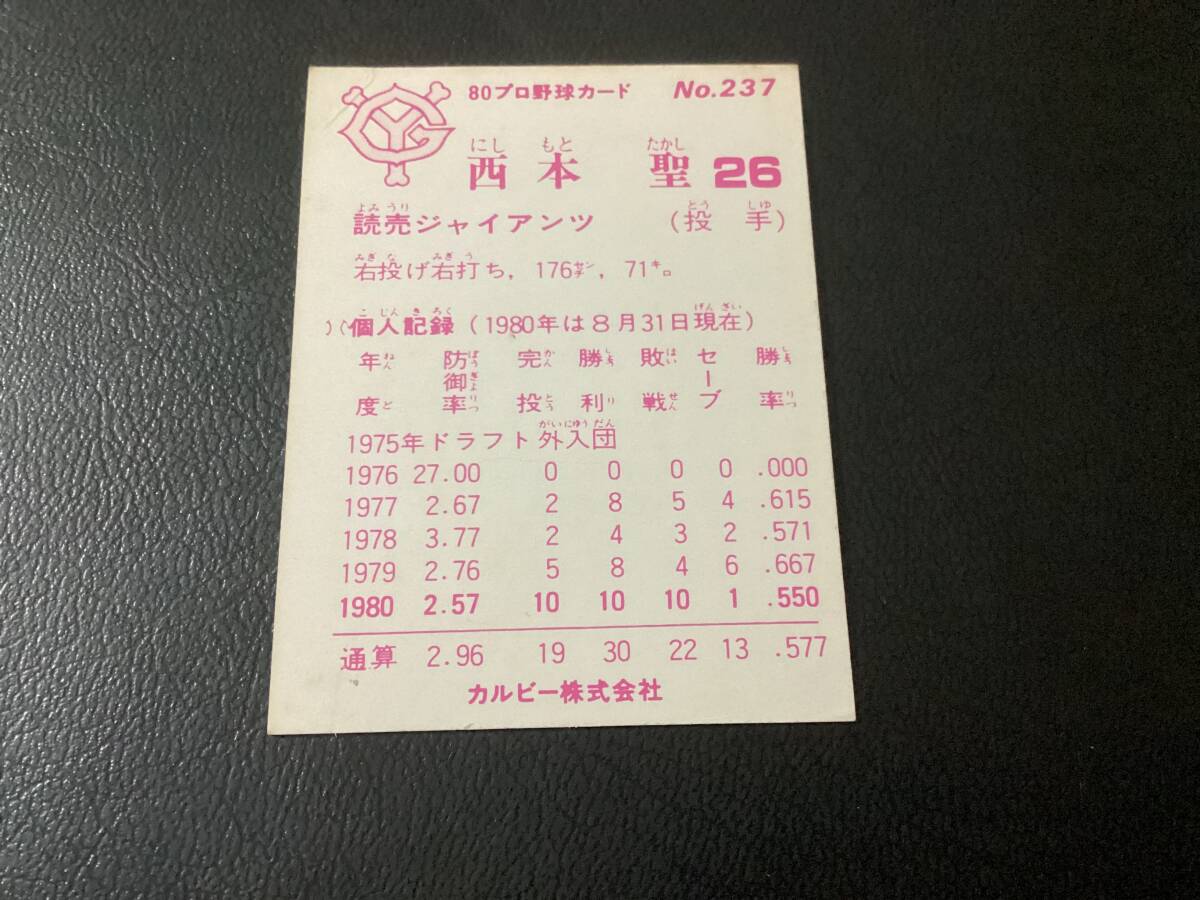 80プロ野球カード No.237
にし もと たかし
西本 聖 26
よみうり とう しゆ
読売ジャイアンツ (投手)
みぎな みぎう
右投げ右打ち, 176センチ, 71キロ
こじんきろく げんざい
個人記録 (1980年は8月31日現在)
年度 防御率 完投 勝利 敗戦 セーブ 勝率
がいにゆうだん
1975年ドラフト外入団
1976 27.00 0 0 0 0 .000
1977 2.67 2 8 5 4 .615
1978 3.77 2 4 3 2 .571
1979 2.76 5 8 4 6 .667
1980 2.57 10 10 10 1 .550
通算 2.96 19 30 22 13 .577
カルビー株式会社